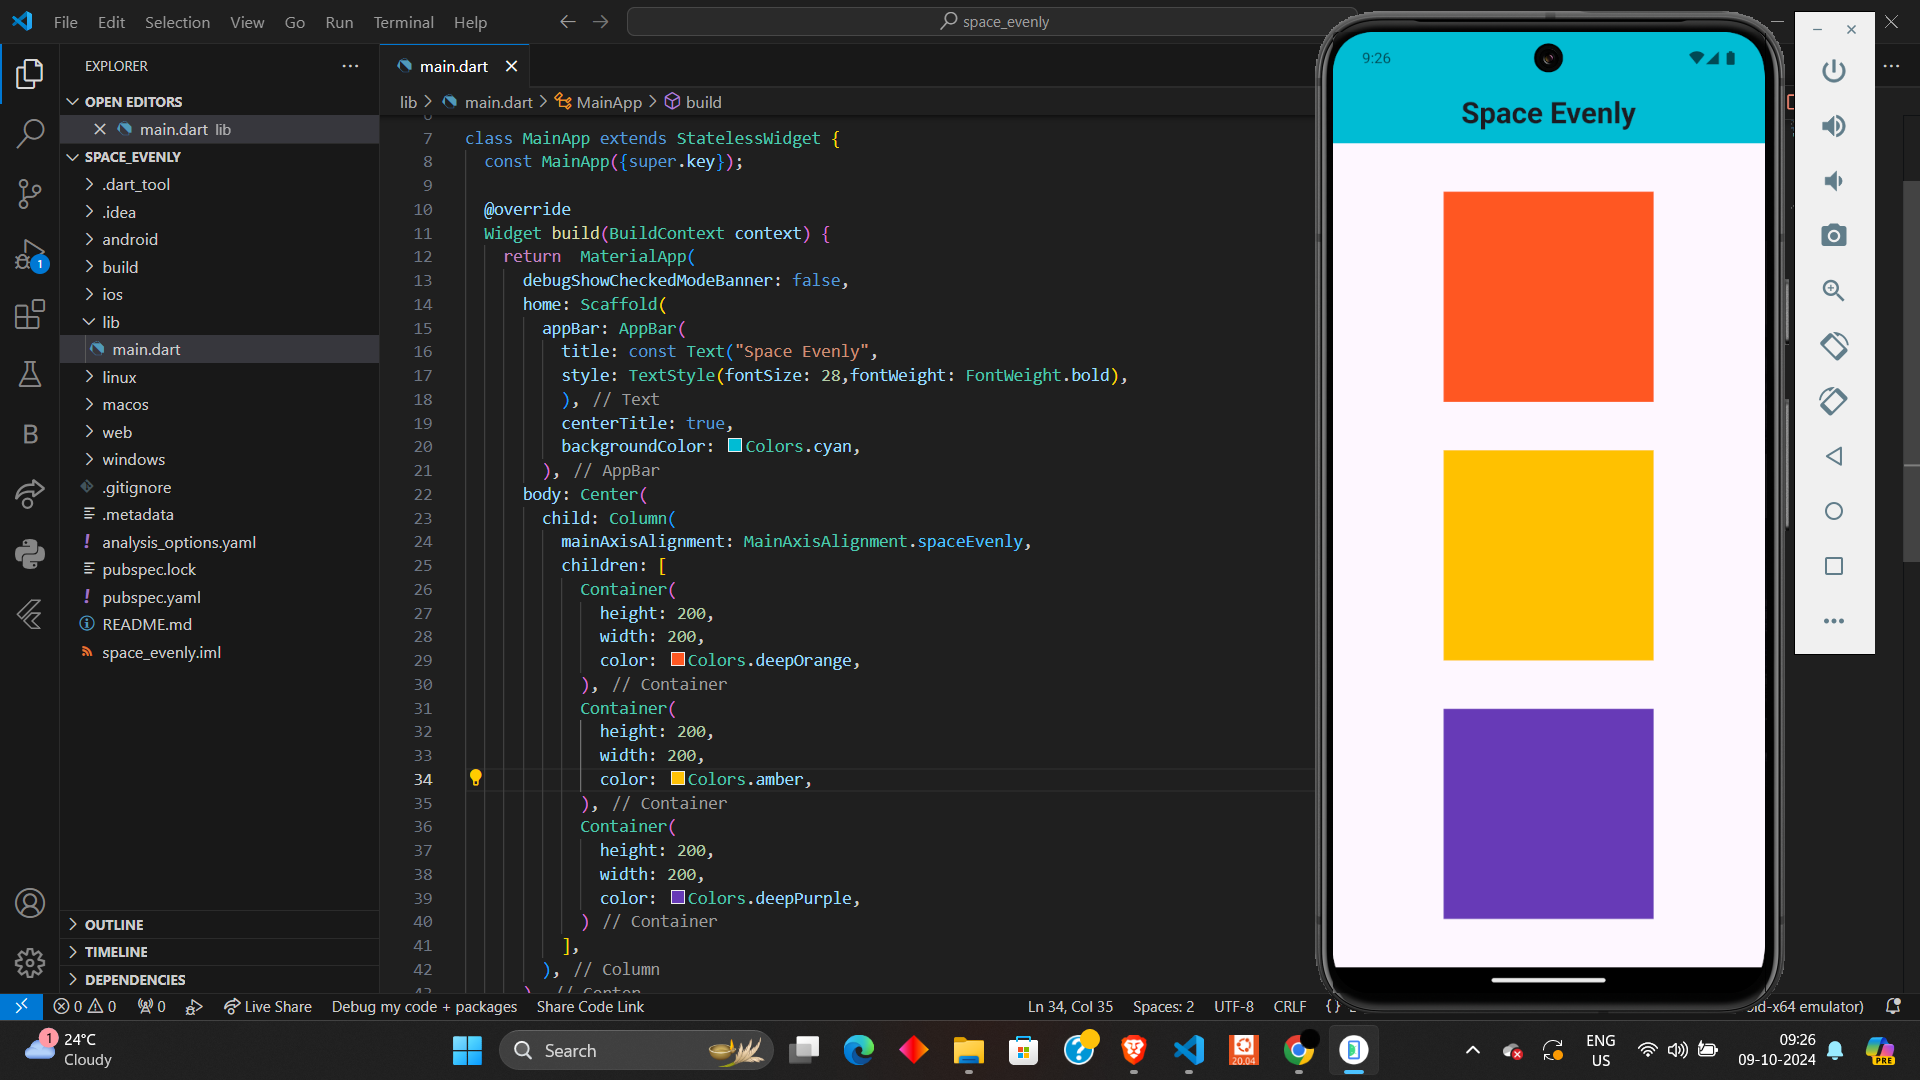 File Edit Selection View Go Run Terminal Help
space_evenly
EXPLORER
OPEN EDITORS
main.dart lib
SPACE_EVENLY
.dart_tool
.idea
android
build
ios
lib
main.dart
linux
macos
web
windows
.gitignore
.metadata
analysis_options.yaml
pubspec.lock
pubspec.yaml
README.md
space_evenly.iml
OUTLINE
TIMELINE
DEPENDENCIES
main.dart
lib > main.dart > MainApp > build
7 class MainApp extends StatelessWidget {
8 const MainApp({super.key});
9
10 @override
11 Widget build(BuildContext context) {
12 return  MaterialApp(
13 debugShowCheckedModeBanner: false,
14 home: Scaffold(
15 appBar: AppBar(
16 title: const Text("Space Evenly",
17 style: TextStyle(fontSize: 28,fontWeight: FontWeight.bold),
18 ), // Text
19 centerTitle: true,
20 backgroundColor: Colors.cyan,
21 ), // AppBar
22 body: Center(
23 child: Column(
24 mainAxisAlignment: MainAxisAlignment.spaceEvenly,
25 children: [
26 Container(
27 height: 200,
28 width: 200,
29 color: Colors.deepOrange,
30 ), // Container
31 Container(
32 height: 200,
33 width: 200,
34 color: Colors.amber,
35 ), // Container
36 Container(
37 height: 200,
38 width: 200,
39 color: Colors.deepPurple,
40 ) // Container
41 ],
42 ), // Column
9:26
Space Evenly
0 0 0 Live Share Debug my code + packages Share Code Link
Ln 34, Col 35 Spaces: 2 UTF-8 CRLF { }
id-x64 emulator)
1
24°C
Cloudy
Search
20.04
ENG
US
09:26
09-10-2024
PRE